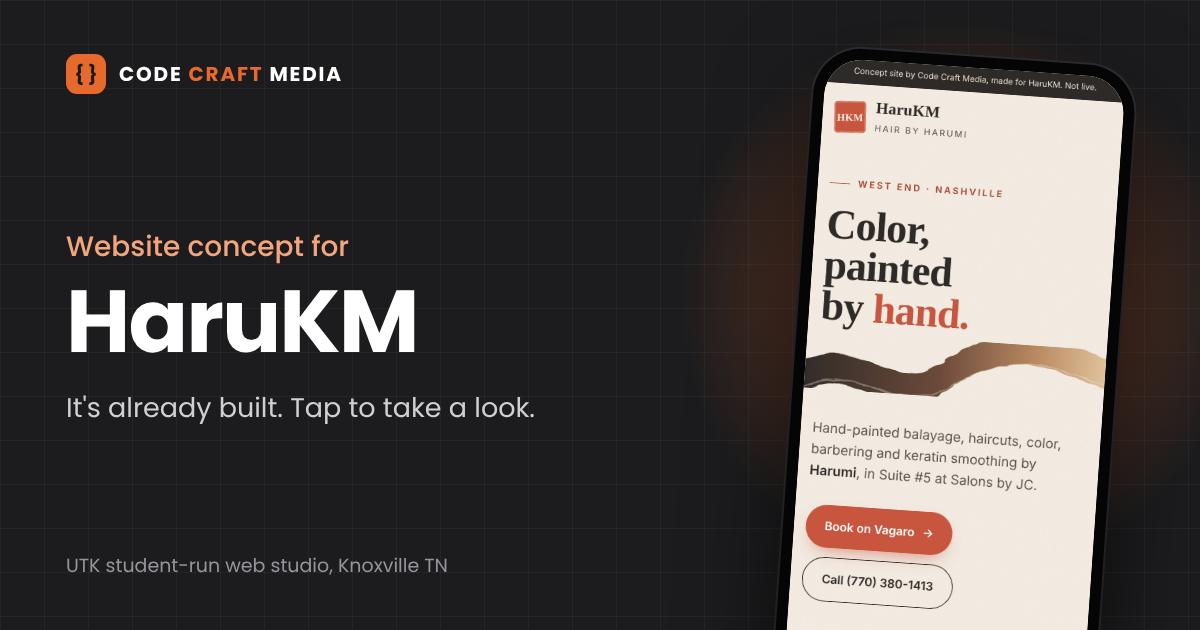 { } CODE CRAFT MEDIA
Website concept for
HaruKM
It's already built. Tap to take a look.
UTK student-run web studio, Knoxville TN
Concept site by Code Craft Media, made for HaruKM. Not live.
HKM
HaruKM
HAIR BY HARUMI
WEST END · NASHVILLE
Color,
painted
by hand.
Hand-painted balayage, haircuts, color,
barbering and keratin smoothing by
Harumi, in Suite #5 at Salons by JC.
Book on Vagaro →
Call (770) 380-1413